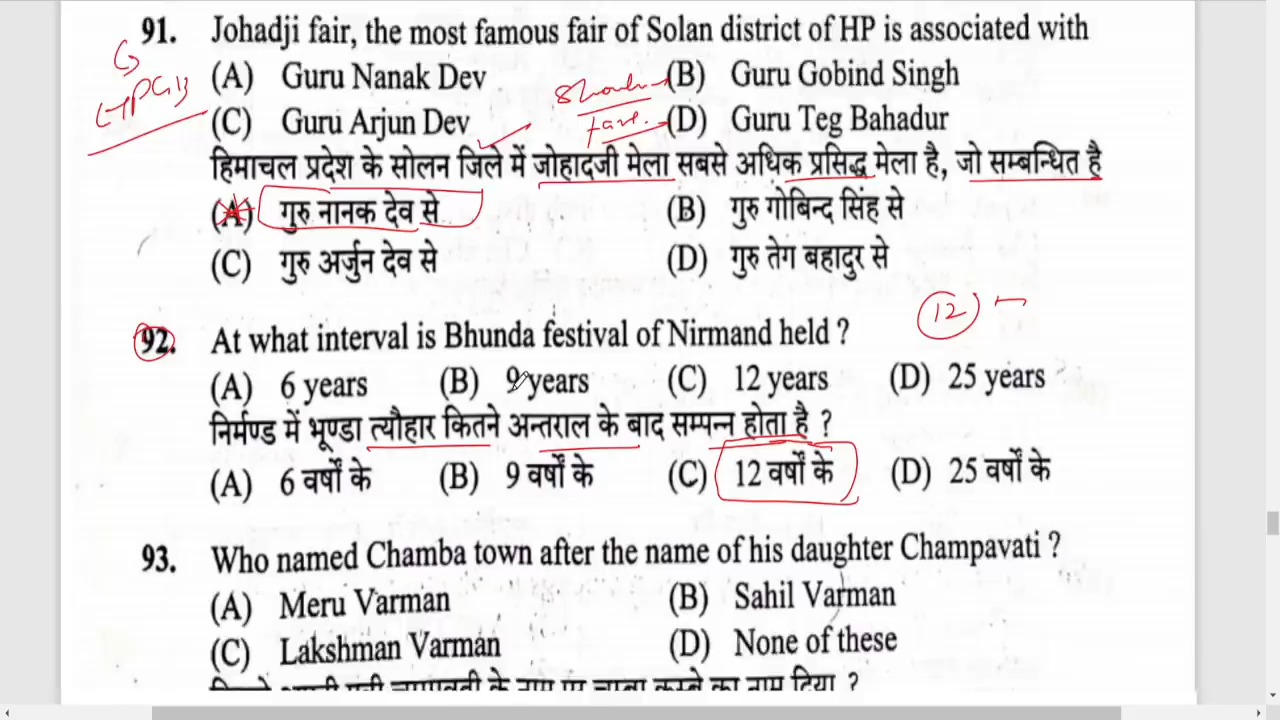 91. Johadji fair, the most famous fair of Solan district of HP is associated with
(A) Guru Nanak Dev (B) Guru Gobind Singh
(C) Guru Arjun Dev (D) Guru Teg Bahadur
हिमाचल प्रदेश के सोलन जिले में जोहादजी मेला सबसे अधिक प्रसिद्ध मेला है, जो सम्बन्धित है
(A) गुरु नानक देव से (B) गुरु गोबिन्द सिंह से
(C) गुरु अर्जुन देव से (D) गुरु तेग बहादुर से
12
92. At what interval is Bhunda festival of Nirmand held ?
(A) 6 years (B) 9 years (C) 12 years (D) 25 years
निर्मण्ड में भूण्डा त्यौहार कितने अन्तराल के बाद सम्पन्न होता है ?
(A) 6 वर्षों के (B) 9 वर्षों के (C) 12 वर्षों के (D) 25 वर्षों के
93. Who named Chamba town after the name of his daughter Champavati ?
(A) Meru Varman (B) Sahil Varman
(C) Lakshman Varman (D) None of these